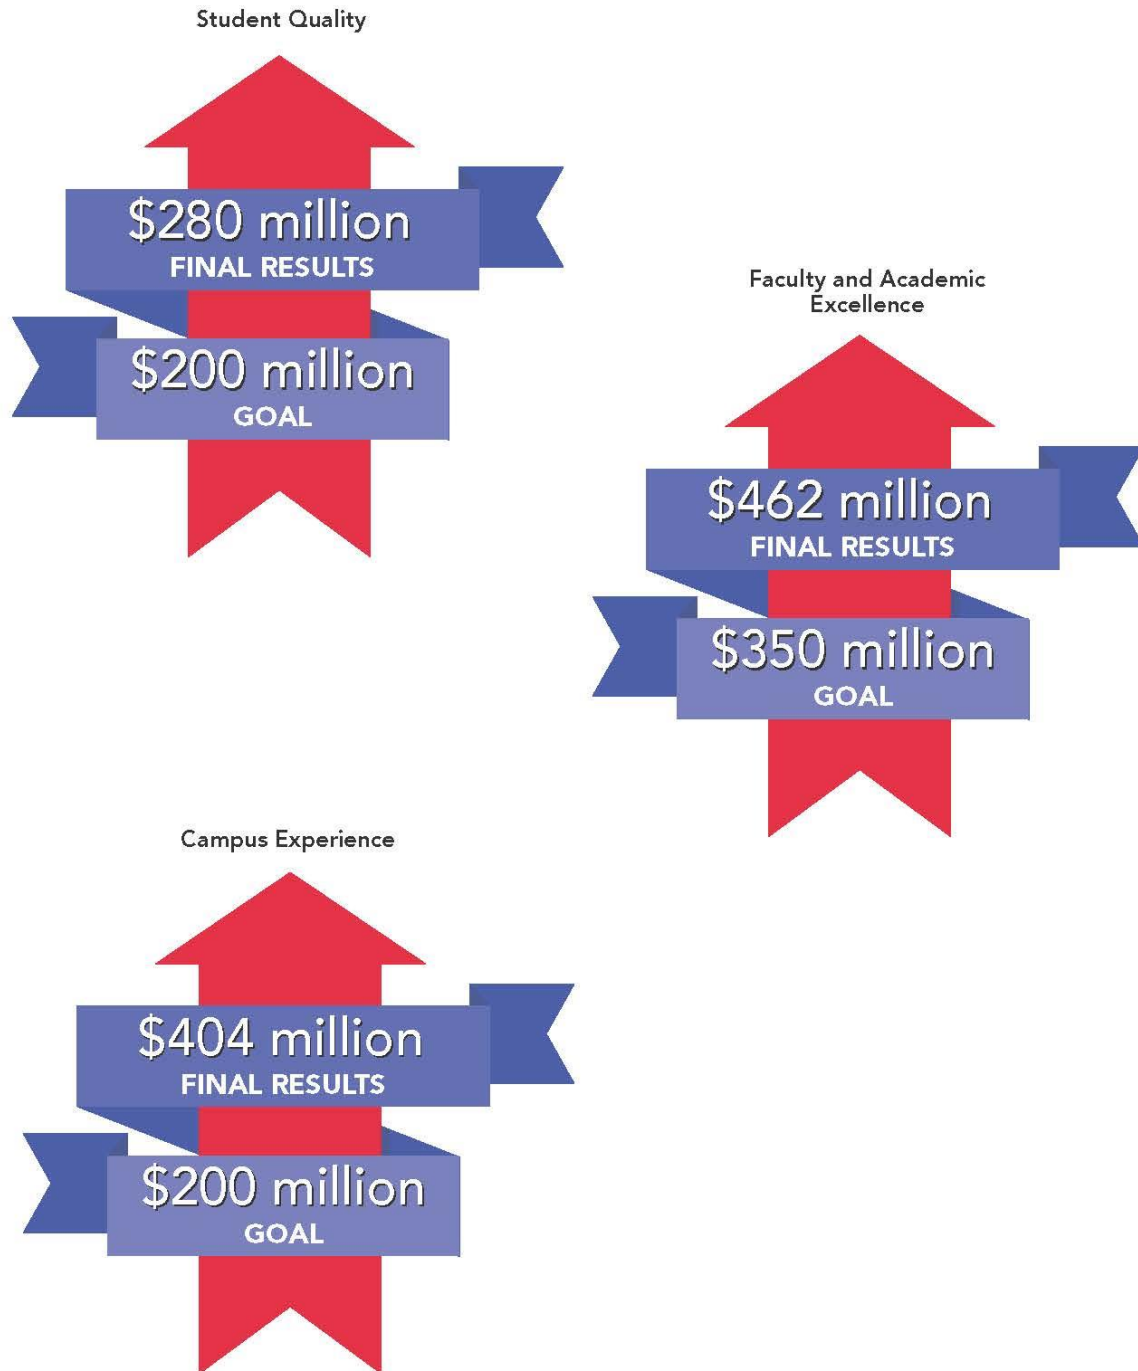 Student Quality
$280 million
FINAL RESULTS
$200 million
GOAL
Faculty and Academic
Excellence
$462 million
FINAL RESULTS
$350 million
GOAL
Campus Experience
$404 million
FINAL RESULTS
$200 million
GOAL